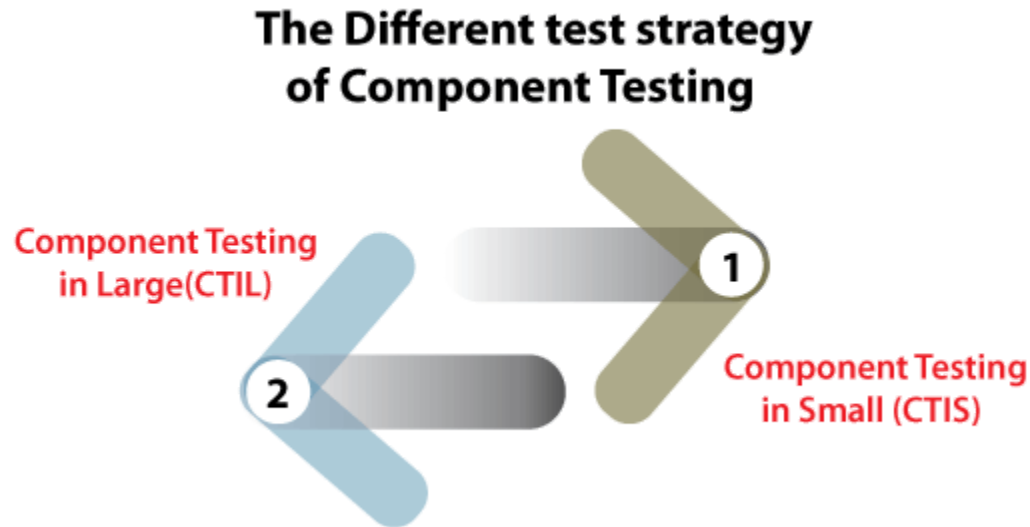 The Different test strategy
of Component Testing
Component Testing
in Large(CTIL)
1
2
Component Testing
in Small (CTIS)